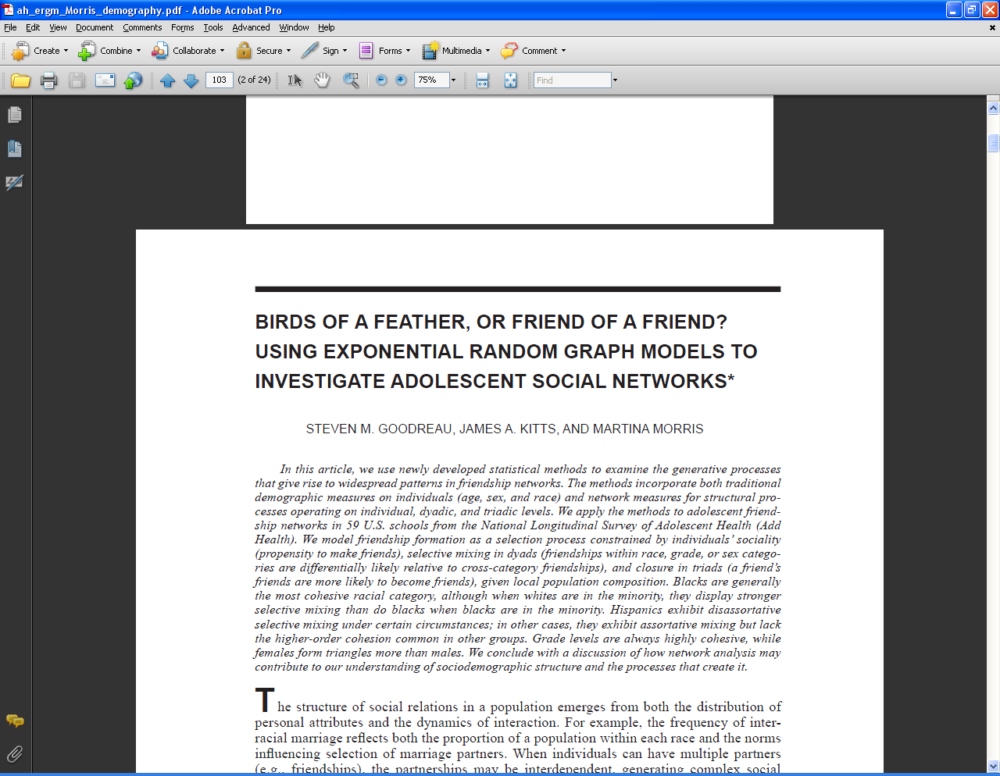 ah_ergm_Morris_demography.pdf - Adobe Acrobat Pro
File Edit View Document Comments Forms Tools Advanced Window Help
Create Combine Collaborate Secure Sign Forms Multimedia Comment
103 (2 of 24) 75% Find
BIRDS OF A FEATHER, OR FRIEND OF A FRIEND?
USING EXPONENTIAL RANDOM GRAPH MODELS TO
INVESTIGATE ADOLESCENT SOCIAL NETWORKS*
STEVEN M. GOODREAU, JAMES A. KITTS, AND MARTINA MORRIS
In this article, we use newly developed statistical methods to examine the generative processes
that give rise to widespread patterns in friendship networks. The methods incorporate both traditional
demographic measures on individuals (age, sex, and race) and network measures for structural pro-
cesses operating on individual, dyadic, and triadic levels. We apply the methods to adolescent friend-
ship networks in 59 U.S. schools from the National Longitudinal Survey of Adolescent Health (Add
Health). We model friendship formation as a selection process constrained by individuals' sociality
(propensity to make friends), selective mixing in dyads (friendships within race, grade, or sex catego-
ries are differentially likely relative to cross-category friendships), and closure in triads (a friend's
friends are more likely to become friends), given local population composition. Blacks are generally
the most cohesive racial category, although when whites are in the minority, they display stronger
selective mixing than do blacks when blacks are in the minority. Hispanics exhibit disassortative
selective mixing under certain circumstances; in other cases, they exhibit assortative mixing but lack
the higher-order cohesion common in other groups. Grade levels are always highly cohesive, while
females form triangles more than males. We conclude with a discussion of how network analysis may
contribute to our understanding of sociodemographic structure and the processes that create it.
The structure of social relations in a population emerges from both the distribution of
personal attributes and the dynamics of interaction. For example, the frequency of inter-
racial marriage reflects both the proportion of a population within each race and the norms
influencing selection of marriage partners. When individuals can have multiple partners
(e.g., friendships), the partnerships may be interdependent, generating complex social